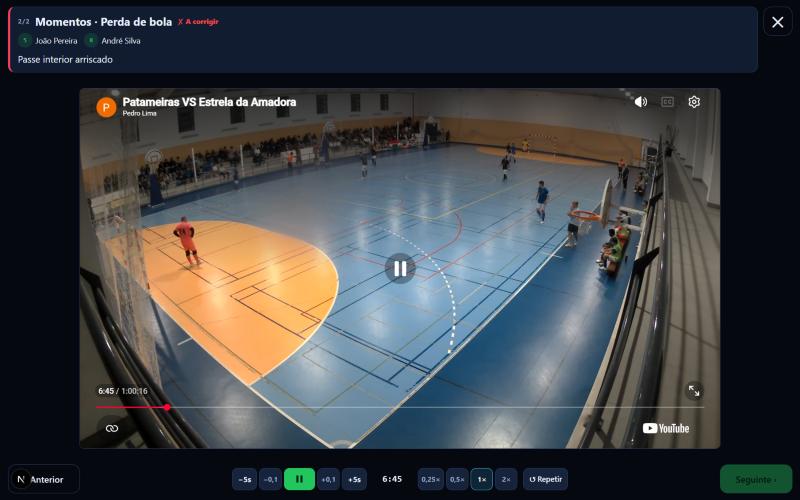 2/2 Momentos · Perda de bola ✗ A corrigir
5 João Pereira 8 André Silva
Passe interior arriscado
P Patameiras VS Estrela da Amadora
Pedro Lima
CC
6:45 / 1:00:16
YouTube
N Anterior
−5s −0,1 +0,1 +5s 6:45 0,25× 0,5× 1× 2× ↺ Repetir
Seguinte ›